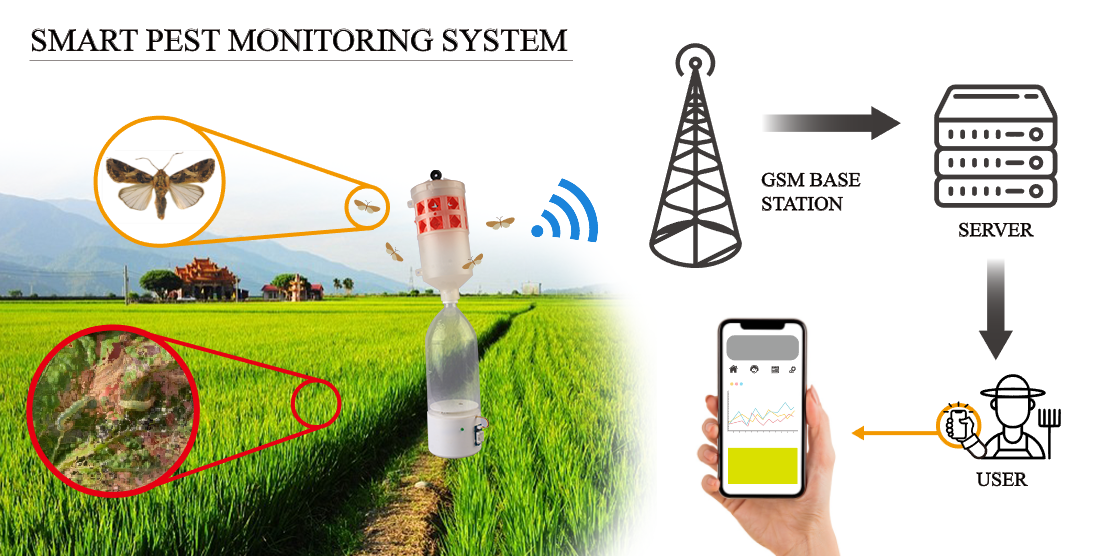 SMART PEST MONITORING SYSTEM
GSM BASE
STATION
SERVER
USER